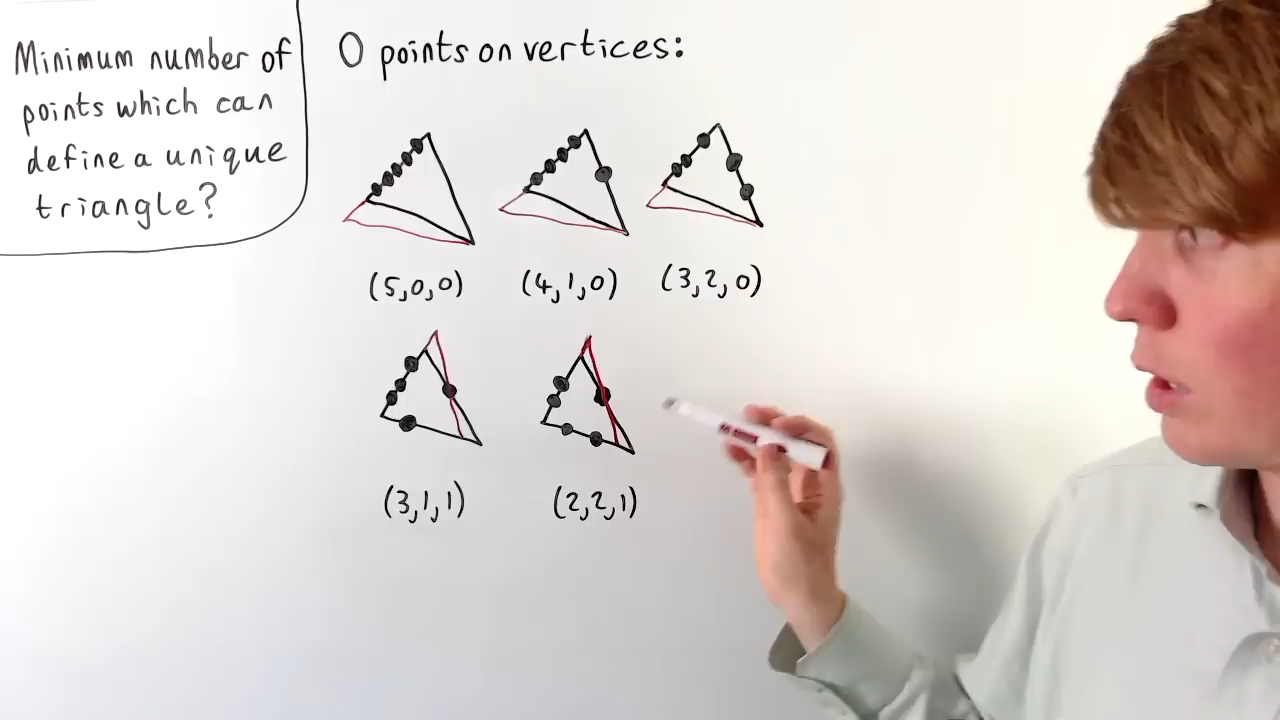 Minimum number of
points which can
define a unique
triangle?
0 points on vertices:
(5,0,0) (4,1,0) (3,2,0)
(3,1,1) (2,2,1)